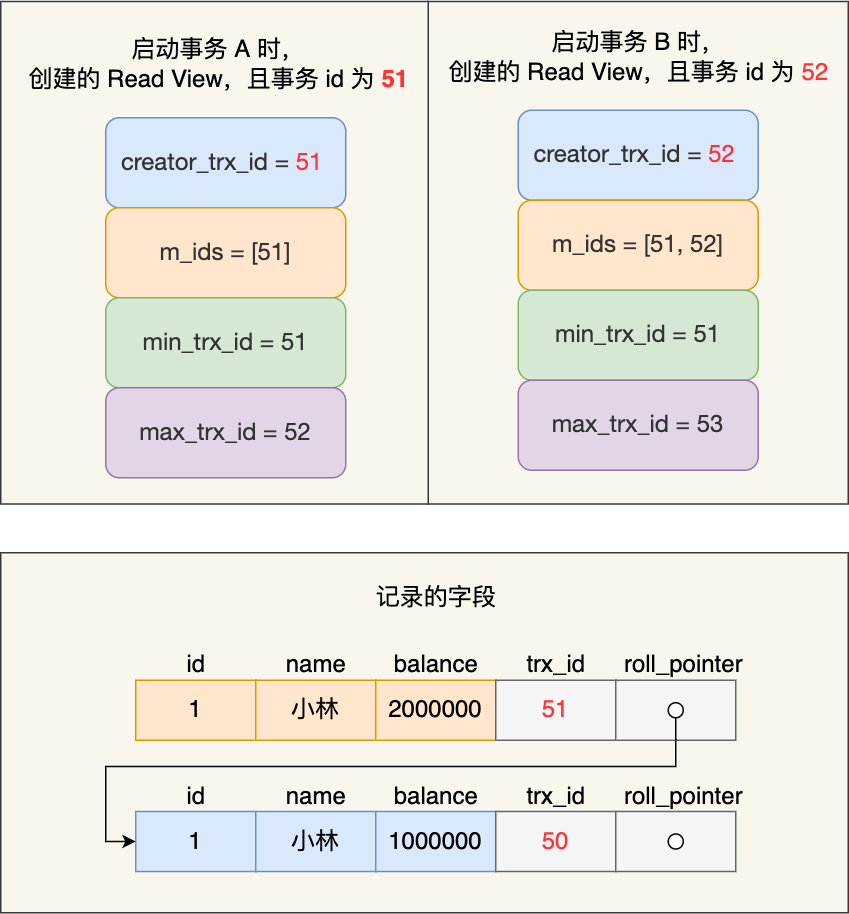 启动事务 A 时，
创建的 Read View，且事务 id 为 51
creator_trx_id = 51
m_ids = [51]
min_trx_id = 51
max_trx_id = 52
启动事务 B 时，
创建的 Read View，且事务 id 为 52
creator_trx_id = 52
m_ids = [51, 52]
min_trx_id = 51
max_trx_id = 53
记录的字段
id name balance trx_id roll_pointer
1 小林 2000000 51
id name balance trx_id roll_pointer
1 小林 1000000 50